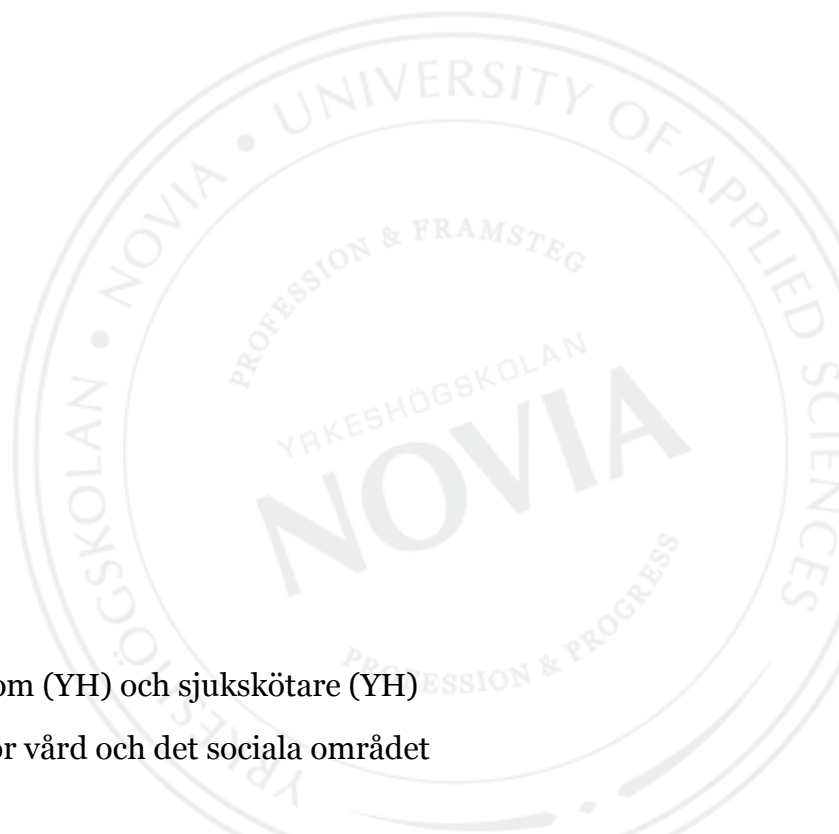 YRKESHÖGSKOLAN • NOVIA • UNIVERSITY OF APPLIED SCIENCES
PROFESSION & FRAMSTEG
YRKESHÖGSKOLAN
NOVIA
PROFESSION & PROGRESS
om (YH) och sjukskötare (YH)
ör vård och det sociala området